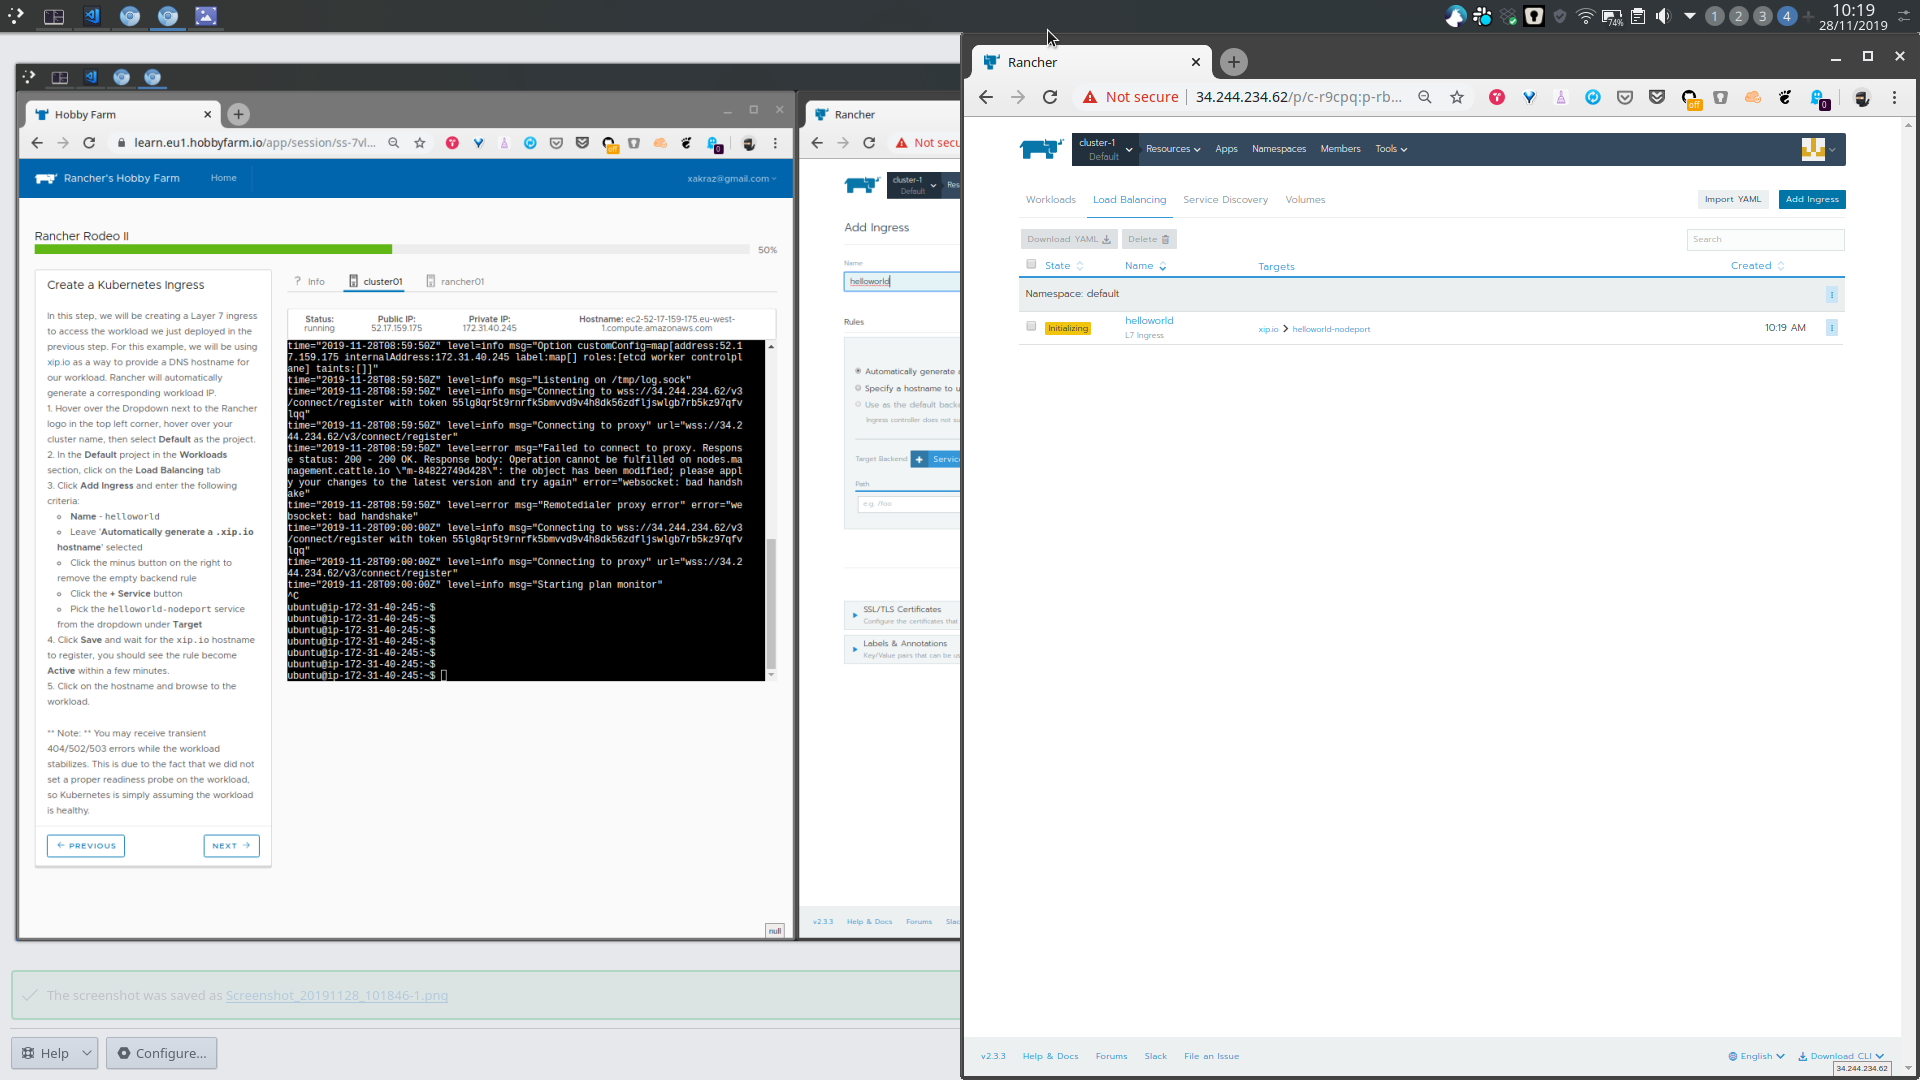 74%
1
2
3
4
10:19
28/11/2019
Hobby Farm
learn.eu1.hobbyfarm.io/app/session/ss-7vl...
off
0
Rancher's Hobby Farm
Home
xakraz@gmail.com
Rancher Rodeo II
50%
Create a Kubernetes Ingress
In this step, we will be creating a Layer 7 ingress
to access the workload we just deployed in the
previous step. For this example, we will be using
xip.io as a way to provide a DNS hostname for
our workload. Rancher will automatically
generate a corresponding workload IP.
1. Hover over the Dropdown next to the Rancher
logo in the top left corner, hover over your
cluster name, then select Default as the project.
2. In the Default project in the Workloads
section, click on the Load Balancing tab
3. Click Add Ingress and enter the following
criteria:
Name - helloworld
Leave 'Automatically generate a .xip.io
hostname' selected
Click the minus button on the right to
remove the empty backend rule
Click the + Service button
Pick the helloworld-nodeport service
from the dropdown under Target
4. Click Save and wait for the xip.io hostname
to register, you should see the rule become
Active within a few minutes.
5. Click on the hostname and browse to the
workload.
** Note: ** You may receive transient
404/502/503 errors while the workload
stabilizes. This is due to the fact that we did not
set a proper readiness probe on the workload,
so Kubernetes is simply assuming the workload
is healthy.
← PREVIOUS
NEXT →
? Info
cluster01
rancher01
Status: running
Public IP: 52.17.159.175
Private IP: 172.31.40.245
Hostname: ec2-52-17-159-175.eu-west-
1.compute.amazonaws.com
time="2019-11-28T08:59:50Z" level=info msg="Option customConfig=map[address:52.1
7.159.175 internalAddress:172.31.40.245 label:map[] roles:[etcd worker controlpl
ane] taints:[]]"
time="2019-11-28T08:59:50Z" level=info msg="Listening on /tmp/log.sock"
time="2019-11-28T08:59:50Z" level=info msg="Connecting to wss://34.244.234.62/v3
/connect/register with token 55lg8qr5t9rnrfk5bmvvd9v4h8dk56zdfljswlgb7rb5kz97qfv
lqq"
time="2019-11-28T08:59:50Z" level=info msg="Connecting to proxy" url="wss://34.2
44.234.62/v3/connect/register"
time="2019-11-28T08:59:50Z" level=error msg="Failed to connect to proxy. Respons
e status: 200 - 200 OK. Response body: Operation cannot be fulfilled on nodes.ma
nagement.cattle.io \"m-84822749d428\": the object has been modified; please appl
y your changes to the latest version and try again" error="websocket: bad handsh
ake"
time="2019-11-28T08:59:50Z" level=error msg="Remotedialer proxy error" error="we
bsocket: bad handshake"
time="2019-11-28T09:00:00Z" level=info msg="Connecting to wss://34.244.234.62/v3
/connect/register with token 55lg8qr5t9rnrfk5bmvvd9v4h8dk56zdfljswlgb7rb5kz97qfv
lqq"
time="2019-11-28T09:00:00Z" level=info msg="Connecting to proxy" url="wss://34.2
44.234.62/v3/connect/register"
time="2019-11-28T09:00:00Z" level=info msg="Starting plan monitor"
^C
ubuntu@ip-172-31-40-245:~$
ubuntu@ip-172-31-40-245:~$
ubuntu@ip-172-31-40-245:~$
ubuntu@ip-172-31-40-245:~$
ubuntu@ip-172-31-40-245:~$
ubuntu@ip-172-31-40-245:~$
ubuntu@ip-172-31-40-245:~$
null
Rancher
Not secu
cluster-1
Default
Res
Add Ingress
Name
helloworld
Rules
Automatically generate a
Specify a hostname to u
Use as the default backe
Ingress controller does not su
Target Backend
+ Servic
Path
e.g. /foo
SSL/TLS Certificates
Configure the certificates that
Labels & Annotations
Key/Value pairs that can be us
v2.3.3
Help & Docs
Forums
Slac
The screenshot was saved as Screenshot_20191128_101846-1.png
Help
Configure...
Rancher
Not secure
34.244.234.62/p/c-r9cpq:p-rb...
off
0
cluster-1
Default
Resources
Apps
Namespaces
Members
Tools
Workloads
Load Balancing
Service Discovery
Volumes
Import YAML
Add Ingress
Download YAML
Delete
Search
State
Name
Targets
Created
Namespace: default
Initializing
helloworld
L7 Ingress
xip.io > helloworld-nodeport
10:19 AM
v2.3.3
Help & Docs
Forums
Slack
File an Issue
English
Download CLI
34.244.234.62